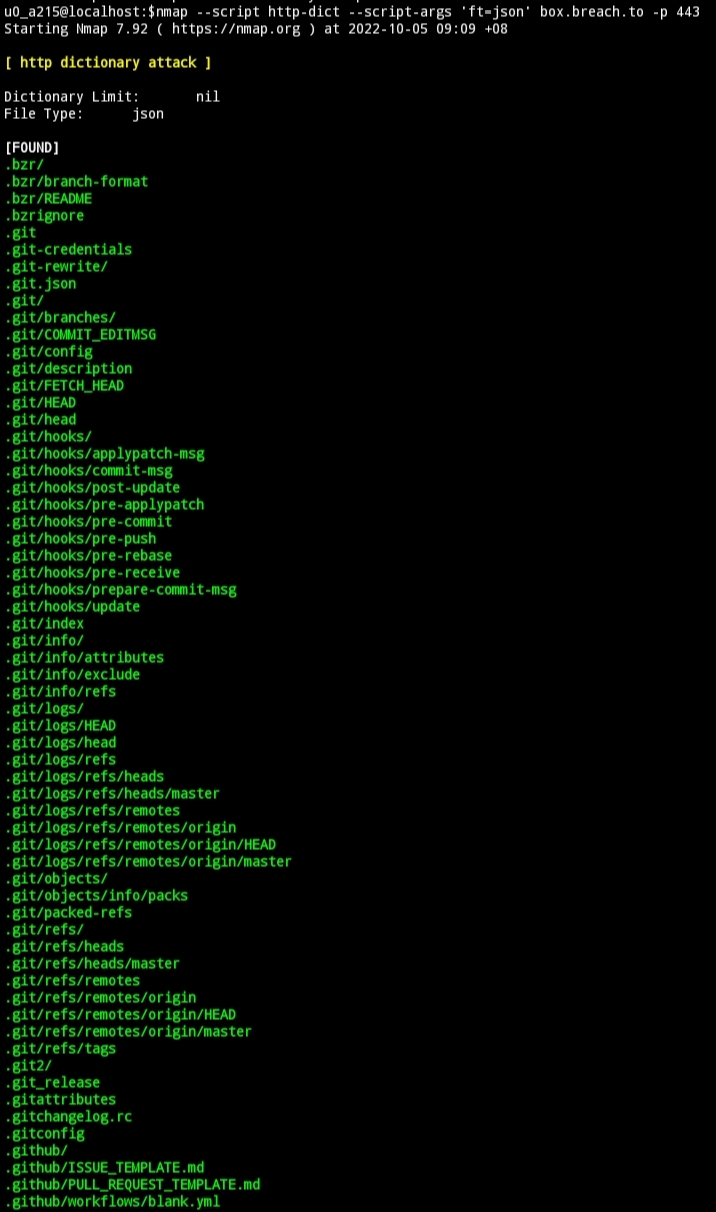 u0_a215@localhost:$nmap --script http-dict --script-args 'ft=json' box.breach.to -p 443
Starting Nmap 7.92 ( https://nmap.org ) at 2022-10-05 09:09 +08
[ http dictionary attack ]
Dictionary Limit: nil
File Type: json
[FOUND]
.bzr/
.bzr/branch-format
.bzr/README
.bzrignore
.git
.git-credentials
.git-rewrite/
.git.json
.git/
.git/branches/
.git/COMMIT_EDITMSG
.git/config
.git/description
.git/FETCH_HEAD
.git/HEAD
.git/head
.git/hooks/
.git/hooks/applypatch-msg
.git/hooks/commit-msg
.git/hooks/post-update
.git/hooks/pre-applypatch
.git/hooks/pre-commit
.git/hooks/pre-push
.git/hooks/pre-rebase
.git/hooks/pre-receive
.git/hooks/prepare-commit-msg
.git/hooks/update
.git/index
.git/info/
.git/info/attributes
.git/info/exclude
.git/info/refs
.git/logs/
.git/logs/HEAD
.git/logs/head
.git/logs/refs
.git/logs/refs/heads
.git/logs/refs/heads/master
.git/logs/refs/remotes
.git/logs/refs/remotes/origin
.git/logs/refs/remotes/origin/HEAD
.git/logs/refs/remotes/origin/master
.git/objects/
.git/objects/info/packs
.git/packed-refs
.git/refs/
.git/refs/heads
.git/refs/heads/master
.git/refs/remotes
.git/refs/remotes/origin
.git/refs/remotes/origin/HEAD
.git/refs/remotes/origin/master
.git/refs/tags
.git2/
.git_release
.gitattributes
.gitchangelog.rc
.gitconfig
.github/
.github/ISSUE_TEMPLATE.md
.github/PULL_REQUEST_TEMPLATE.md
.github/workflows/blank.yml